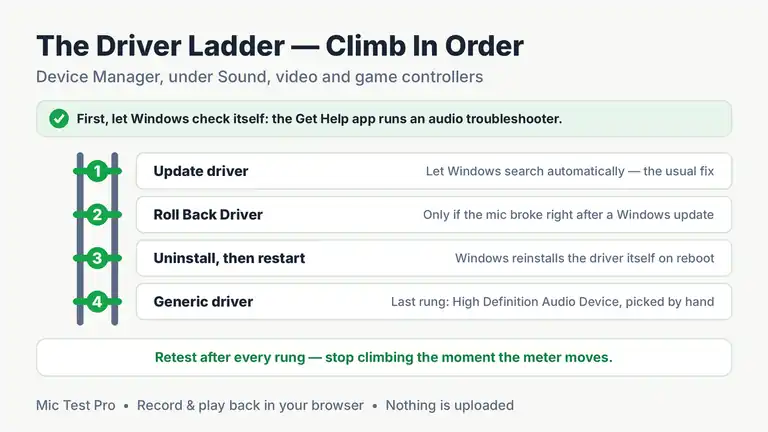 The Driver Ladder — Climb In Order
Device Manager, under Sound, video and game controllers
First, let Windows check itself: the Get Help app runs an audio troubleshooter.
1 Update driver Let Windows search automatically — the usual fix
2 Roll Back Driver Only if the mic broke right after a Windows update
3 Uninstall, then restart Windows reinstalls the driver itself on reboot
4 Generic driver Last rung: High Definition Audio Device, picked by hand
Retest after every rung — stop climbing the moment the meter moves.
Mic Test Pro • Record & play back in your browser • Nothing is uploaded